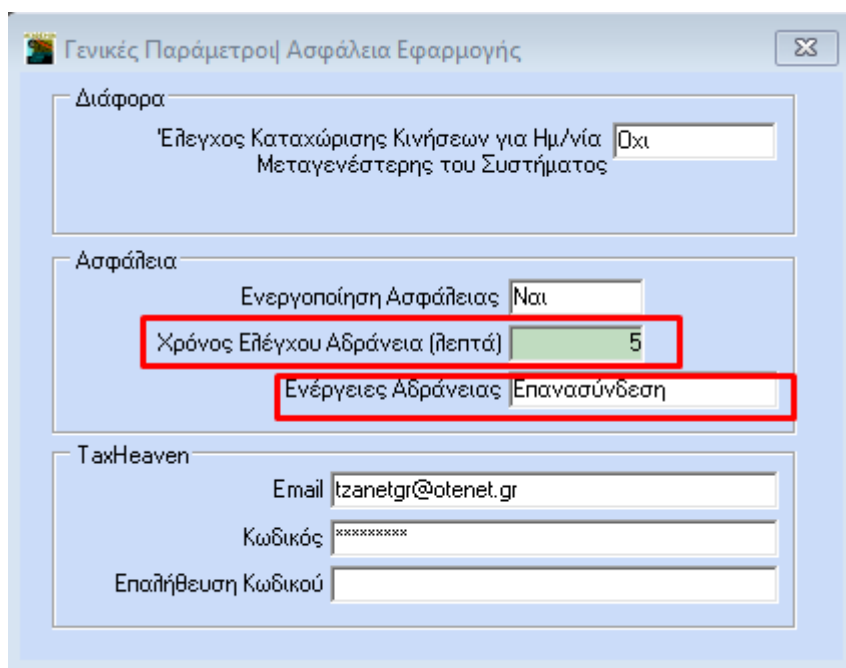 Γενικές Παράμετροι| Ασφάλεια Εφαρμογής
Διάφορα
Έλεγχος Καταχώρισης Κινήσεων για Ημ/νία
Μεταγενέστερης του Συστήματος
Όχι
Ασφάλεια
Ενεργοποίηση Ασφάλειας Ναι
Χρόνος Ελέγχου Αδράνεια (λεπτά) 5
Ενέργειες Αδράνειας Επανασύνδεση
TaxHeaven
Email tzanetgr@otenet.gr
Κωδικός *********
Επαλήθευση Κωδικού